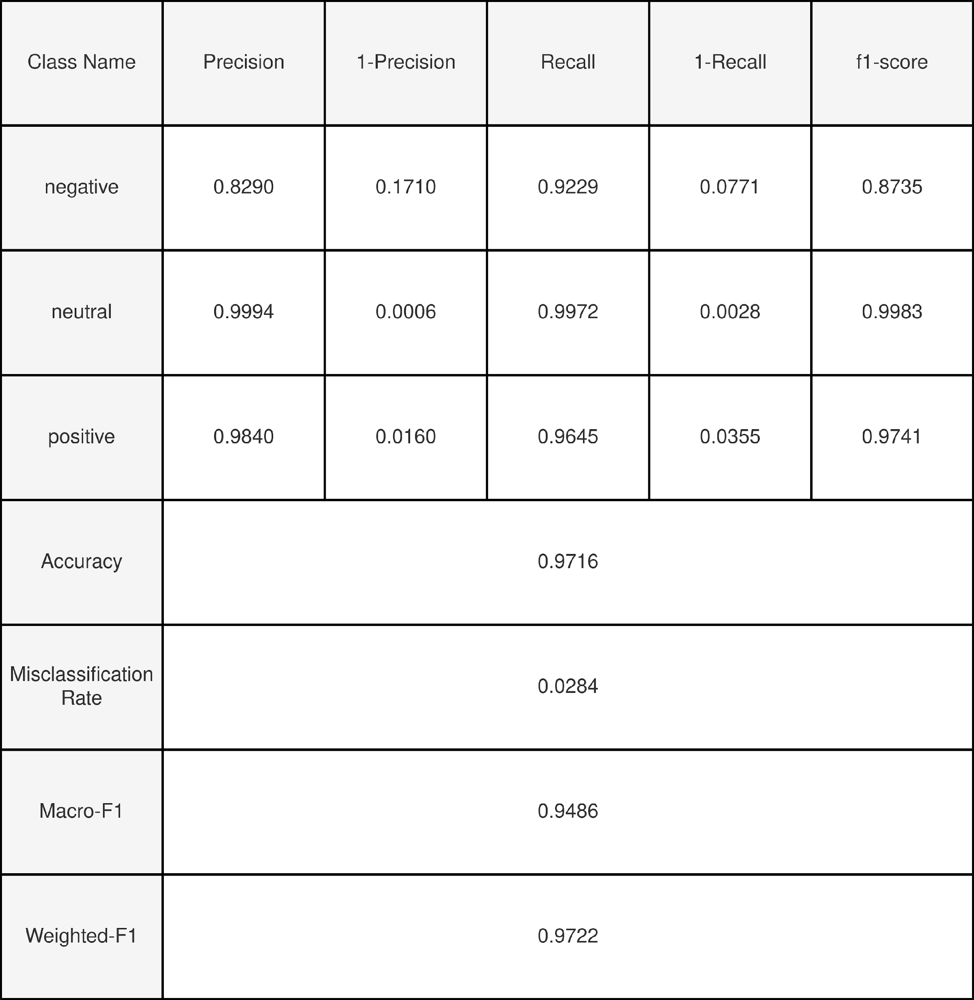 Class Name Precision 1-Precision Recall 1-Recall f1-score
negative 0.8290 0.1710 0.9229 0.0771 0.8735
neutral 0.9994 0.0006 0.9972 0.0028 0.9983
positive 0.9840 0.0160 0.9645 0.0355 0.9741
Accuracy 0.9716
Misclassification
Rate 0.0284
Macro-F1 0.9486
Weighted-F1 0.9722